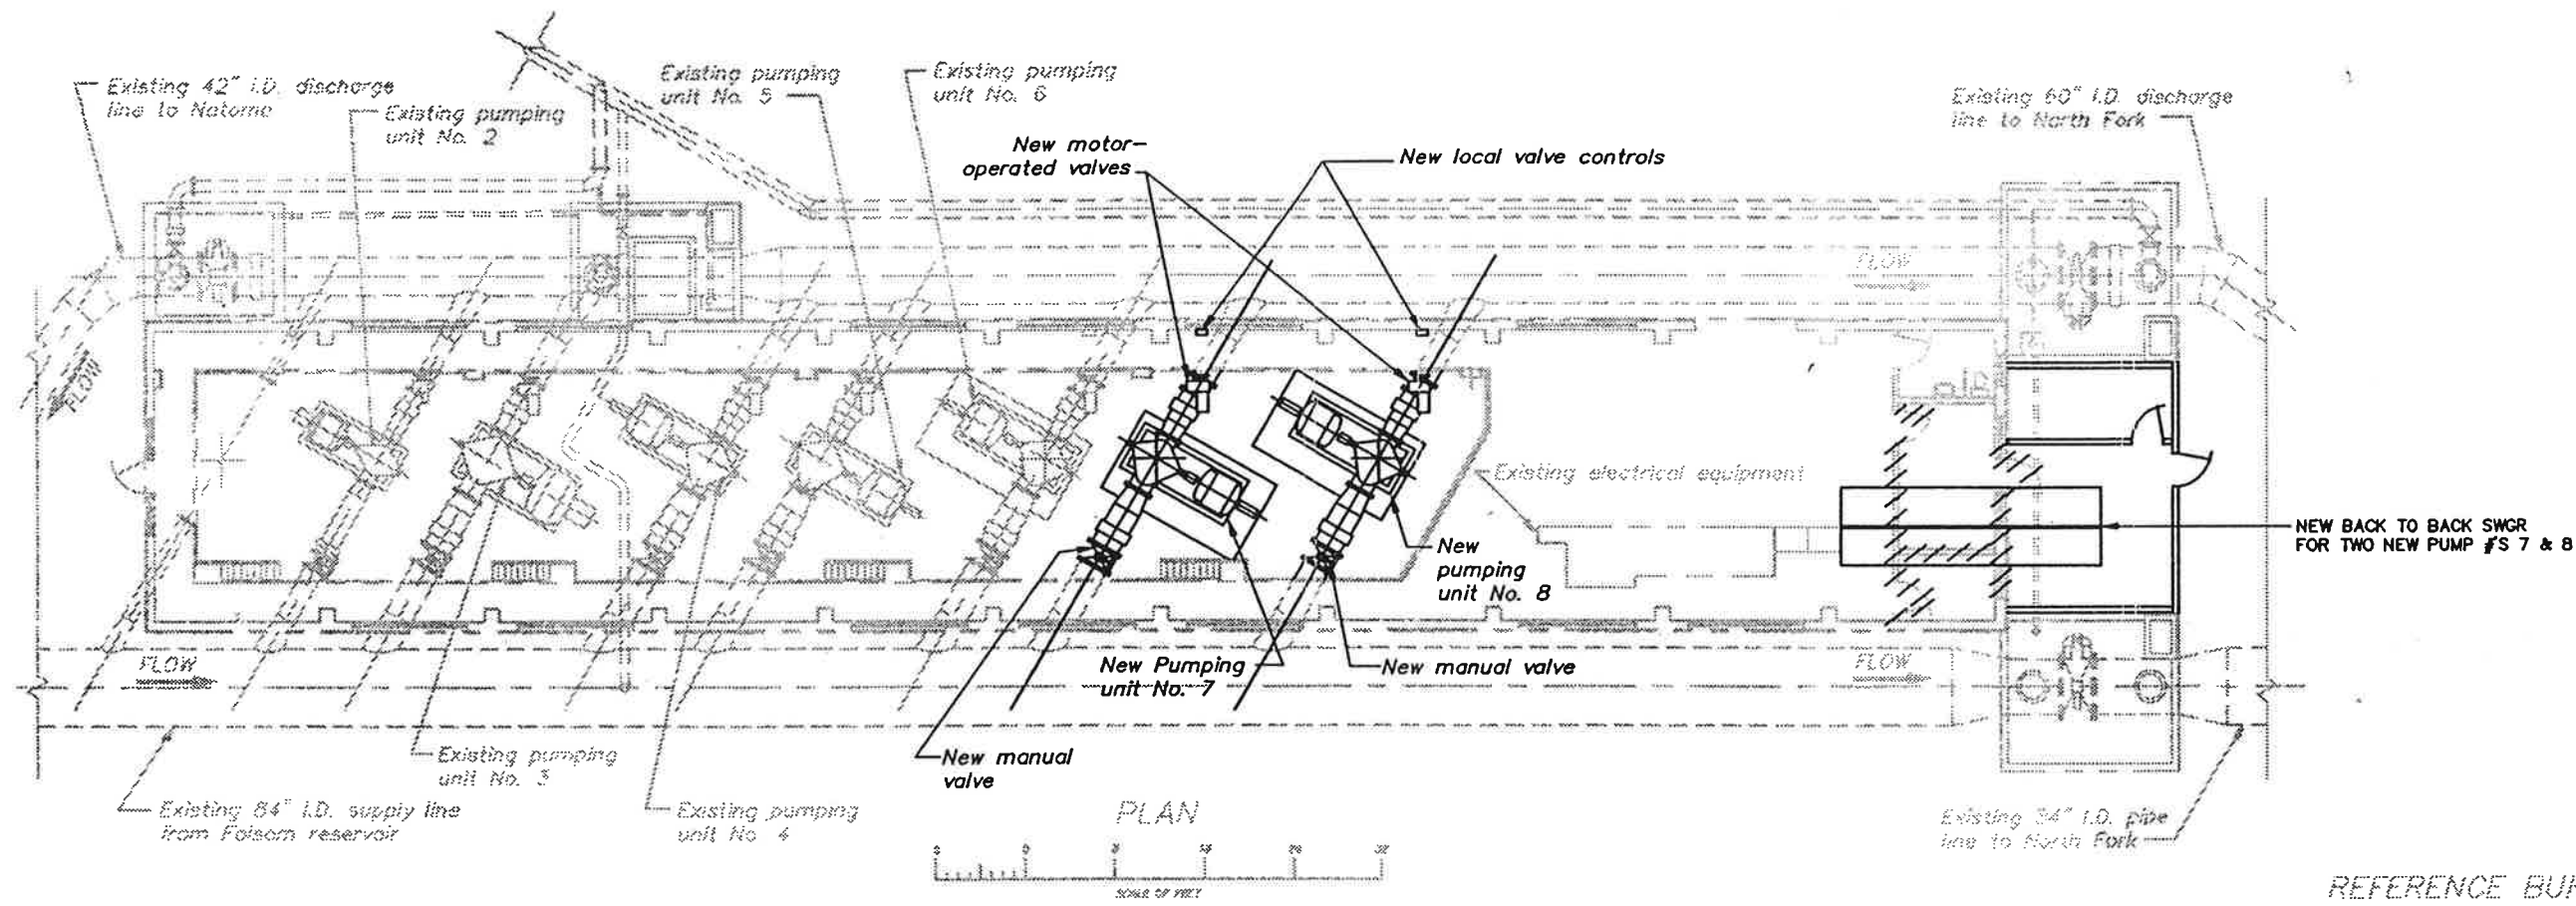 Existing 42" I.D. discharge
line to Natoma
Existing pumping
unit No. 2
Existing pumping
unit No. 5
Existing pumping
unit No. 6
New motor-
operated valves
New local valve controls
Existing 60" I.D. discharge
line to North Fork
FLOW
FLOW
Existing electrical equipment
New
pumping
unit No. 8
NEW BACK TO BACK SWGR
FOR TWO NEW PUMP #'S 7 & 8
FLOW
New Pumping
unit No. 7
New manual valve
FLOW
Existing pumping
unit No. 3
New manual
valve
Existing 84" I.D. supply line
from Folsom reservoir
Existing pumping
unit No. 4
PLAN
SCALE OF FEET
Existing I.D. pipe
line to North Fork
REFERENCE